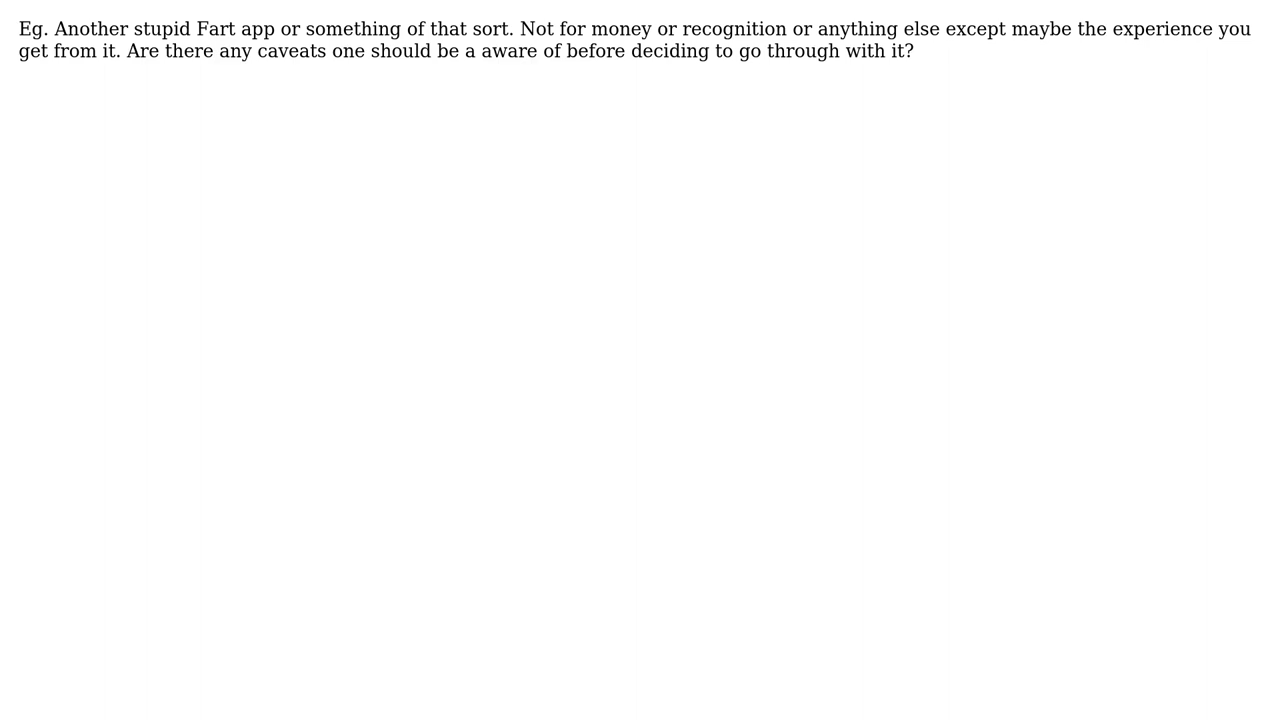 Eg. Another stupid Fart app or something of that sort. Not for money or recognition or anything else except maybe the experience you
get from it. Are there any caveats one should be a aware of before deciding to go through with it?